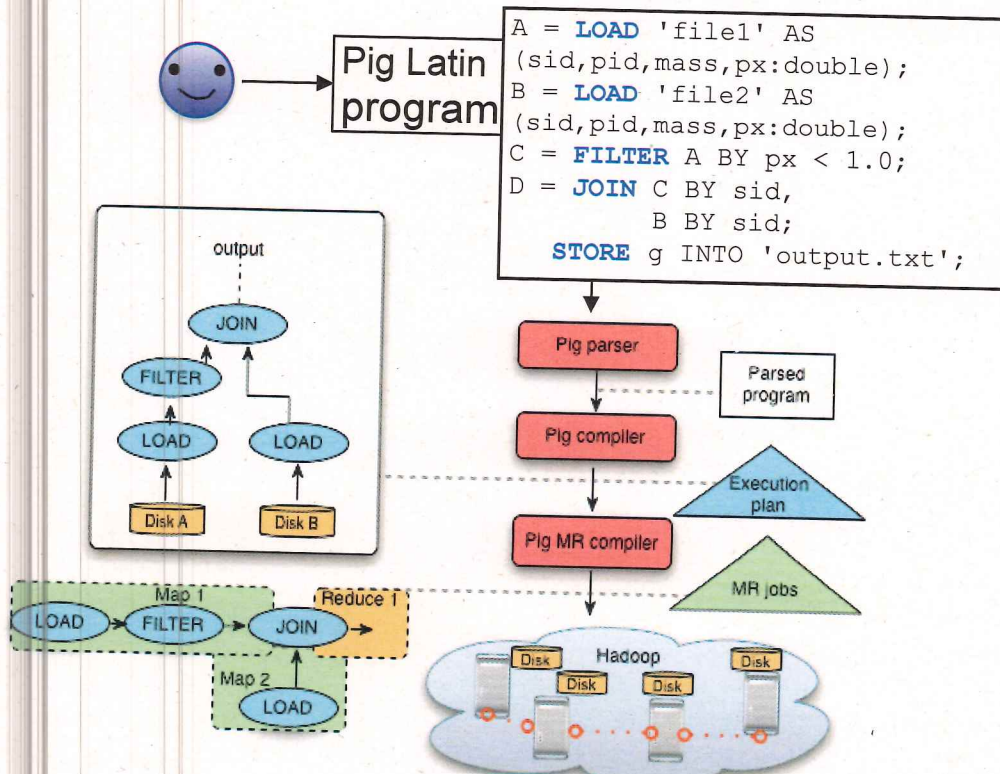 Pig Latin
program
A = LOAD 'file1' AS
(sid,pid,mass,px:double);
B = LOAD 'file2' AS
(sid,pid,mass,px:double);
C = FILTER A BY px < 1.0;
D = JOIN C BY sid,
B BY sid;
STORE g INTO 'output.txt';
output
JOIN
FILTER
LOAD
LOAD
Disk A
Disk B
Pig parser
Parsed
program
Pig compiler
Execution
plan
Pig MR compiler
MR jobs
Map 1
Reduce 1
LOAD
FILTER
JOIN
Map 2
LOAD
Hadoop
Disk
Disk
Disk
Disk